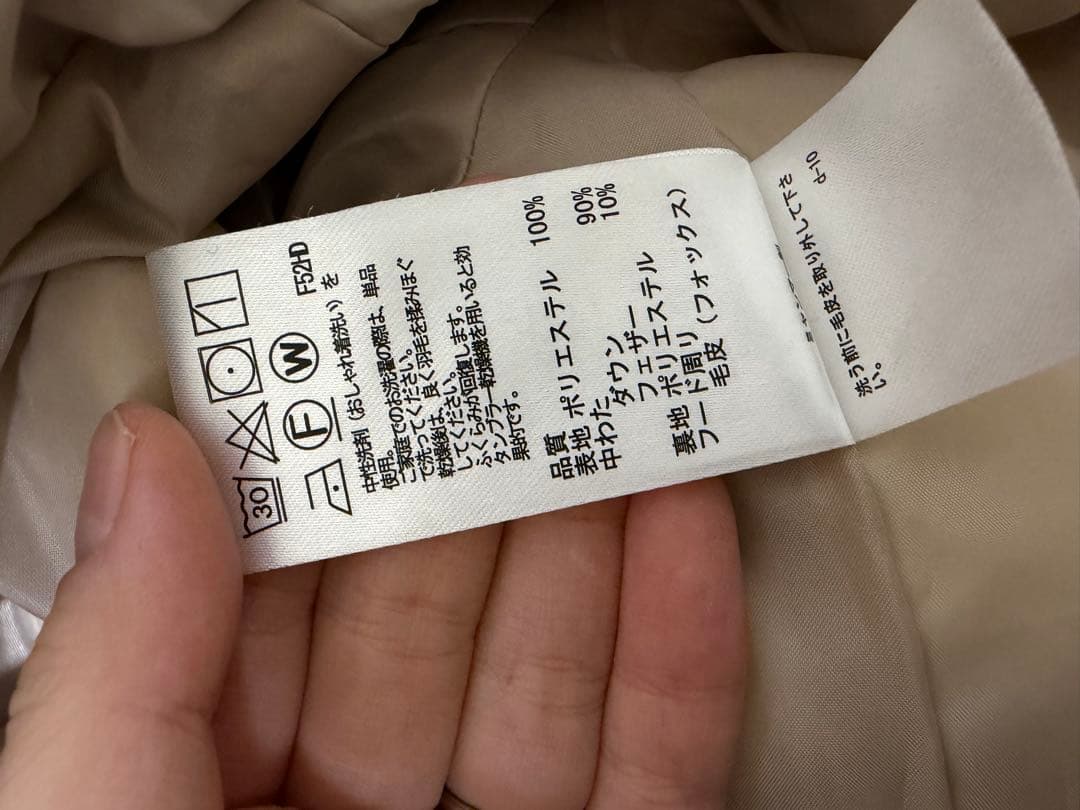 30
F W F52HD
中性洗剤（おしゃれ着洗い）を
使用。
ご家庭でのお洗濯の際は、単品
で洗ってください。
乾燥後は、良く羽毛を揉みほぐ
してください。
ふくらみが回復します。
タンブラー乾燥機を用いると効
果的です。
品質
表地 ポリエステル 100%
中わた
ダウン 90%
フェザー 10%
裏地 ポリエステル
フード周り
毛皮（フォックス）
d-10
洗う前に毛皮を取り外して下さ
い。